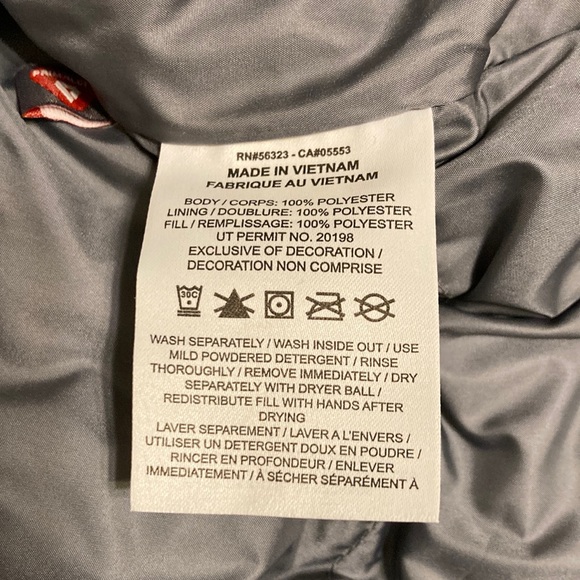 RN#56323 - CA#05553
MADE IN VIETNAM
FABRIQUE AU VIETNAM
BODY / CORPS: 100% POLYESTER
LINING / DOUBLURE: 100% POLYESTER
FILL / REMPLISSAGE: 100% POLYESTER
UT PERMIT NO. 20198
EXCLUSIVE OF DECORATION /
DECORATION NON COMPRISE
30C
WASH SEPARATELY / WASH INSIDE OUT / USE
MILD POWDERED DETERGENT / RINSE
THOROUGHLY / REMOVE IMMEDIATELY / DRY
SEPARATELY WITH DRYER BALL /
REDISTRIBUTE FILL WITH HANDS AFTER
DRYING
LAVER SEPAREMENT / LAVER A L'ENVERS /
UTILISER UN DETERGENT DOUX EN POUDRE /
RINCER EN PROFONDEUR / ENLEVER
IMMÉDIATEMENT / À SÉCHER SÉPARÉMENT À